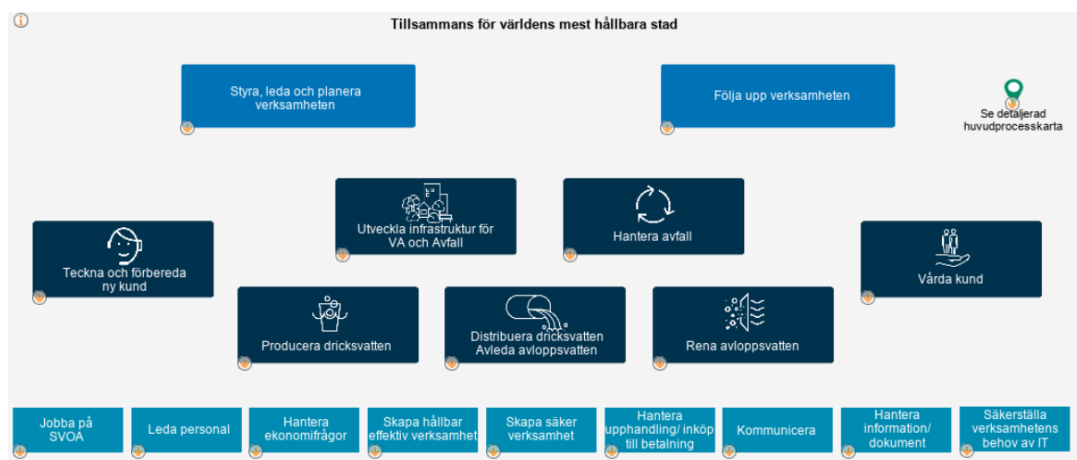 Tillsammans för världens mest hållbara stad
Styra, leda och planera
verksamheten
Följa upp verksamheten
Se detaljerad
huvudprocesskarta
Utveckla infrastruktur för
VA och Avfall
Hantera avfall
Teckna och förbereda
ny kund
Vårda kund
Producera dricksvatten
Distribuera dricksvatten
Avleda avloppsvatten
Rena avloppsvatten
Jobba på
SVOA
Leda personal
Hantera
ekonomifrågor
Skapa hållbar
effektiv verksamhet
Skapa säker
verksamhet
Hantera
upphandling/ inköp
till betalning
Kommunicera
Hantera
information/
dokument
Säkerställa
verksamhetens
behov av IT